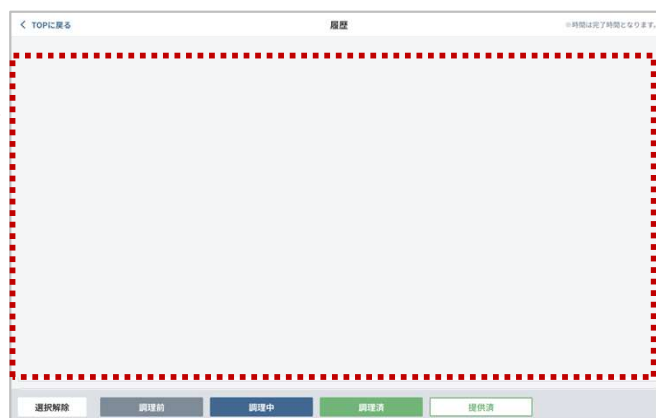 < TOPに戻る
履歴
※時間は完了時間となります。
選択解除
調理前
調理中
調理済
提供済